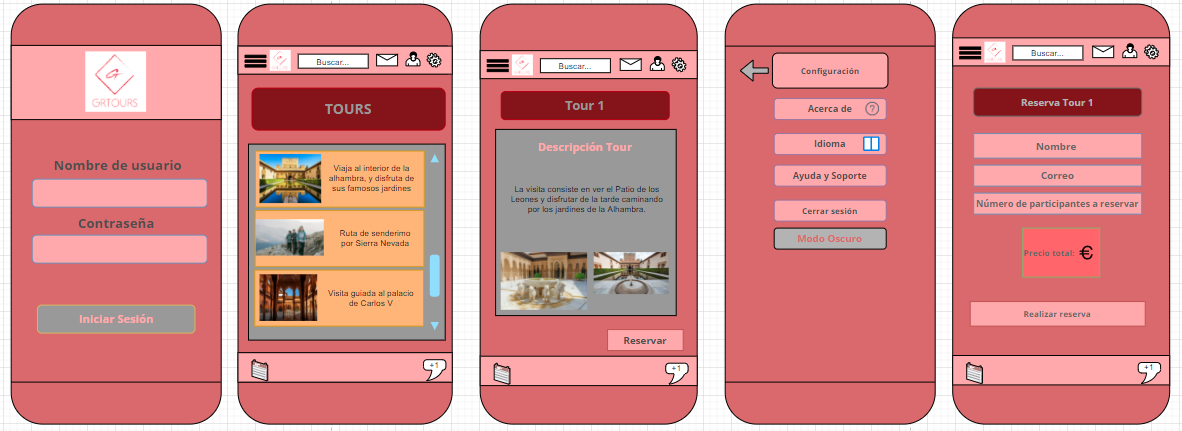 GRTOURS
Nombre de usuario
Contraseña
Iniciar Sesión
Buscar...
TOURS
Viaja al interior de la
alhambra, y disfruta de
sus famosos jardines
Ruta de senderimo
por Sierra Nevada
Visita guiada al palacio
de Carlos V
+1
Buscar...
Tour 1
Descripción Tour
La visita consiste en ver el Patio de los
Leones y disfrutar de la tarde caminando
por los jardines de la Alhambra.
Reservar
+1
Configuración
Acerca de ?
Idioma
Ayuda y Soporte
Cerrar sesión
Modo Oscuro
Buscar...
Reserva Tour 1
Nombre
Correo
Número de participantes a reservar
Precio total: €
Realizar reserva
+1